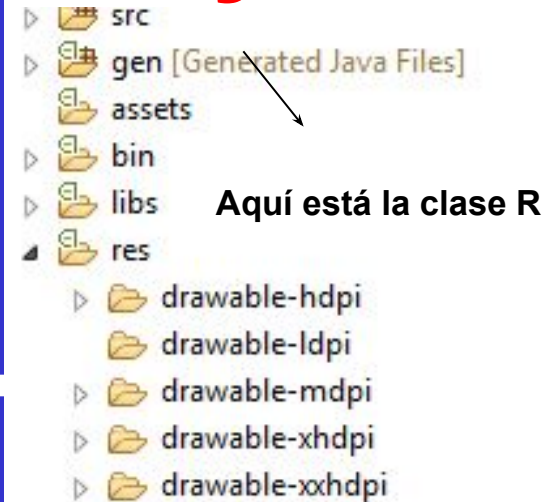 src
gen [Generated Java Files]
assets
bin
libs
Aquí está la clase R
res
drawable-hdpi
drawable-ldpi
drawable-mdpi
drawable-xhdpi
drawable-xxhdpi